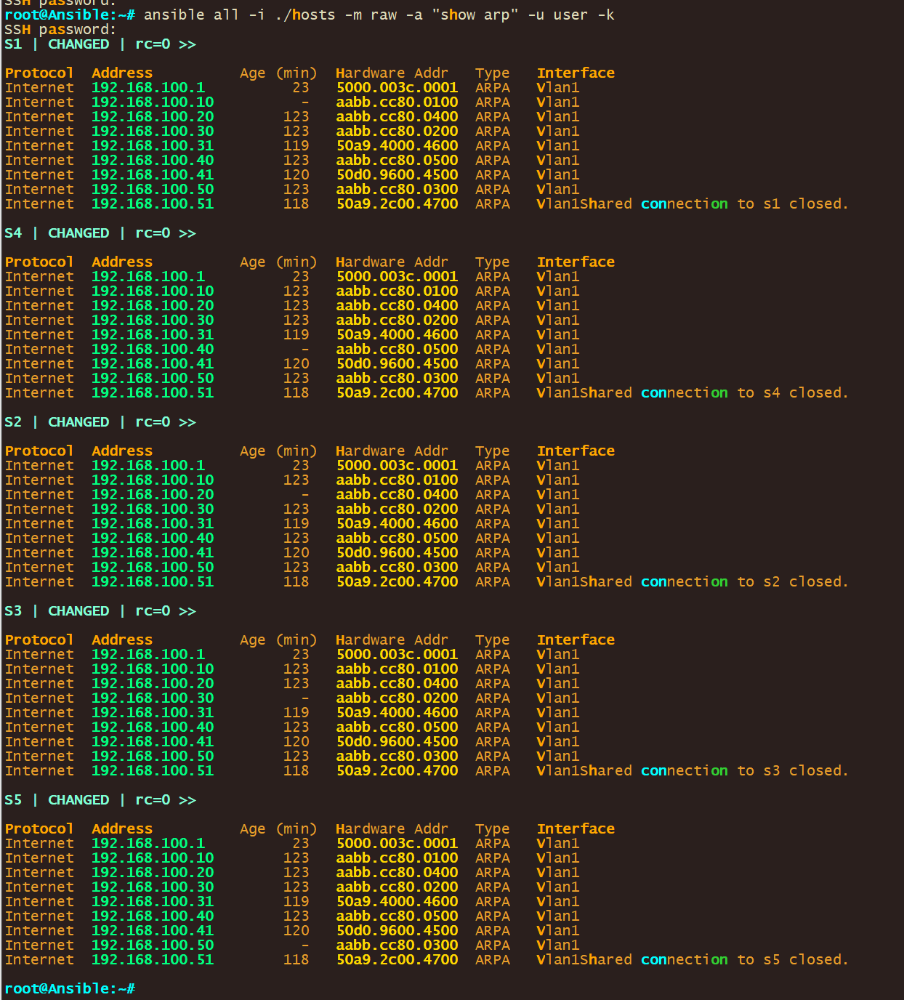 SSH password:
root@Ansible:~# ansible all -i ./hosts -m raw -a "show arp" -u user -k
SSH password:
S1 | CHANGED | rc=0 >>
Protocol  Address          Age (min)  Hardware Addr   Type   Interface
Internet  192.168.100.1          23   5000.003c.0001  ARPA   Vlan1
Internet  192.168.100.10          -   aabb.cc80.0100  ARPA   Vlan1
Internet  192.168.100.20        123   aabb.cc80.0400  ARPA   Vlan1
Internet  192.168.100.30        123   aabb.cc80.0200  ARPA   Vlan1
Internet  192.168.100.31        119   50a9.4000.4600  ARPA   Vlan1
Internet  192.168.100.40        123   aabb.cc80.0500  ARPA   Vlan1
Internet  192.168.100.41        120   50d0.9600.4500  ARPA   Vlan1
Internet  192.168.100.50        123   aabb.cc80.0300  ARPA   Vlan1
Internet  192.168.100.51        118   50a9.2c00.4700  ARPA   Vlan1Shared connection to s1 closed.
S4 | CHANGED | rc=0 >>
Protocol  Address          Age (min)  Hardware Addr   Type   Interface
Internet  192.168.100.1          23   5000.003c.0001  ARPA   Vlan1
Internet  192.168.100.10        123   aabb.cc80.0100  ARPA   Vlan1
Internet  192.168.100.20        123   aabb.cc80.0400  ARPA   Vlan1
Internet  192.168.100.30        123   aabb.cc80.0200  ARPA   Vlan1
Internet  192.168.100.31        119   50a9.4000.4600  ARPA   Vlan1
Internet  192.168.100.40          -   aabb.cc80.0500  ARPA   Vlan1
Internet  192.168.100.41        120   50d0.9600.4500  ARPA   Vlan1
Internet  192.168.100.50        123   aabb.cc80.0300  ARPA   Vlan1
Internet  192.168.100.51        118   50a9.2c00.4700  ARPA   Vlan1Shared connection to s4 closed.
S2 | CHANGED | rc=0 >>
Protocol  Address          Age (min)  Hardware Addr   Type   Interface
Internet  192.168.100.1          23   5000.003c.0001  ARPA   Vlan1
Internet  192.168.100.10        123   aabb.cc80.0100  ARPA   Vlan1
Internet  192.168.100.20          -   aabb.cc80.0400  ARPA   Vlan1
Internet  192.168.100.30        123   aabb.cc80.0200  ARPA   Vlan1
Internet  192.168.100.31        119   50a9.4000.4600  ARPA   Vlan1
Internet  192.168.100.40        123   aabb.cc80.0500  ARPA   Vlan1
Internet  192.168.100.41        120   50d0.9600.4500  ARPA   Vlan1
Internet  192.168.100.50        123   aabb.cc80.0300  ARPA   Vlan1
Internet  192.168.100.51        118   50a9.2c00.4700  ARPA   Vlan1Shared connection to s2 closed.
S3 | CHANGED | rc=0 >>
Protocol  Address          Age (min)  Hardware Addr   Type   Interface
Internet  192.168.100.1          23   5000.003c.0001  ARPA   Vlan1
Internet  192.168.100.10        123   aabb.cc80.0100  ARPA   Vlan1
Internet  192.168.100.20        123   aabb.cc80.0400  ARPA   Vlan1
Internet  192.168.100.30          -   aabb.cc80.0200  ARPA   Vlan1
Internet  192.168.100.31        119   50a9.4000.4600  ARPA   Vlan1
Internet  192.168.100.40        123   aabb.cc80.0500  ARPA   Vlan1
Internet  192.168.100.41        120   50d0.9600.4500  ARPA   Vlan1
Internet  192.168.100.50        123   aabb.cc80.0300  ARPA   Vlan1
Internet  192.168.100.51        118   50a9.2c00.4700  ARPA   Vlan1Shared connection to s3 closed.
S5 | CHANGED | rc=0 >>
Protocol  Address          Age (min)  Hardware Addr   Type   Interface
Internet  192.168.100.1          23   5000.003c.0001  ARPA   Vlan1
Internet  192.168.100.10        123   aabb.cc80.0100  ARPA   Vlan1
Internet  192.168.100.20        123   aabb.cc80.0400  ARPA   Vlan1
Internet  192.168.100.30        123   aabb.cc80.0200  ARPA   Vlan1
Internet  192.168.100.31        119   50a9.4000.4600  ARPA   Vlan1
Internet  192.168.100.40        123   aabb.cc80.0500  ARPA   Vlan1
Internet  192.168.100.41        120   50d0.9600.4500  ARPA   Vlan1
Internet  192.168.100.50          -   aabb.cc80.0300  ARPA   Vlan1
Internet  192.168.100.51        118   50a9.2c00.4700  ARPA   Vlan1Shared connection to s5 closed.
root@Ansible:~#